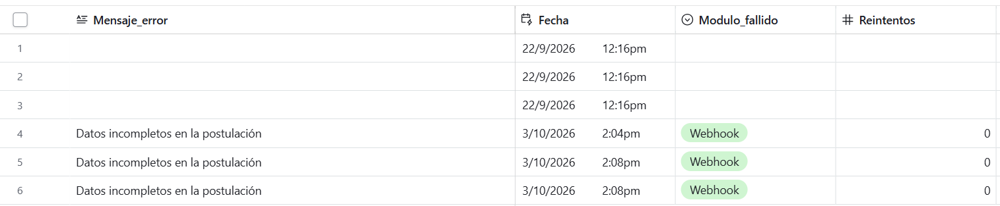 Mensaje_error Fecha Modulo_fallido Reintentos
1 22/9/2026 12:16pm
2 22/9/2026 12:16pm
3 22/9/2026 12:16pm
4 Datos incompletos en la postulación 3/10/2026 2:04pm Webhook 0
5 Datos incompletos en la postulación 3/10/2026 2:08pm Webhook 0
6 Datos incompletos en la postulación 3/10/2026 2:08pm Webhook 0